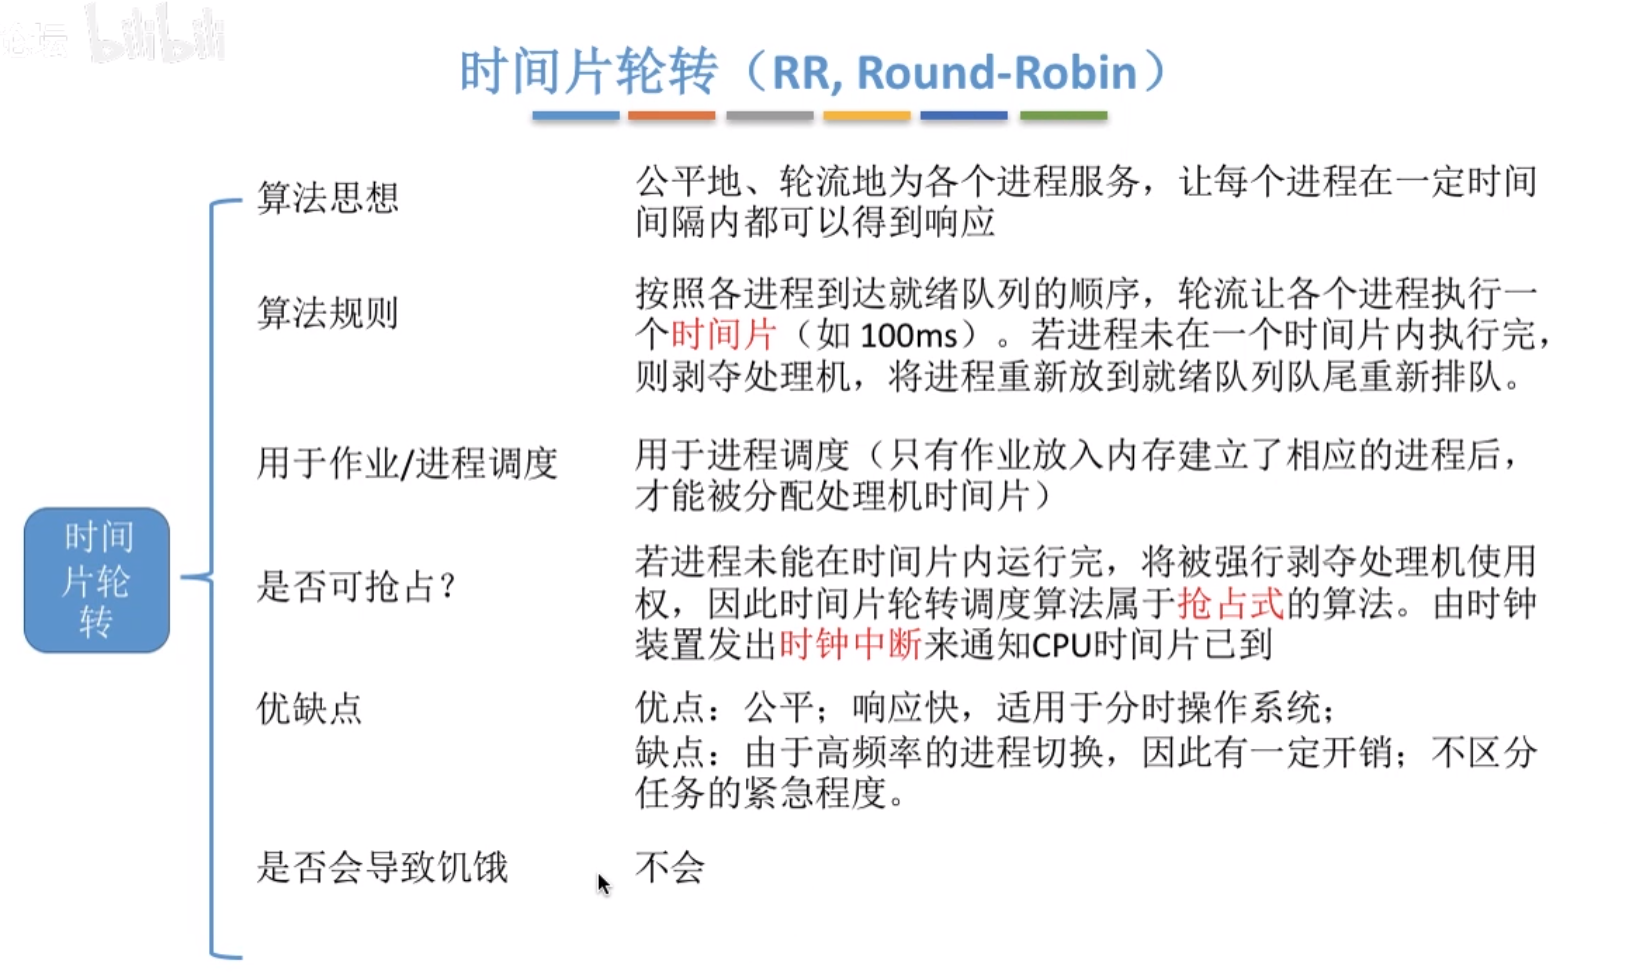 论坛 bilibili
时间片轮转（RR, Round-Robin）
算法思想
公平地、轮流地为各个进程服务，让每个进程在一定时间
间隔内都可以得到响应
算法规则
按照各进程到达就绪队列的顺序，轮流让各个进程执行一
个时间片（如 100ms）。若进程未在一个时间片内执行完，
则剥夺处理机，将进程重新放到就绪队列队尾重新排队。
用于作业/进程调度
用于进程调度（只有作业放入内存建立了相应的进程后，
才能被分配处理机时间片）
时间
片轮
转
是否可抢占？
若进程未能在时间片内运行完，将被强行剥夺处理机使用
权，因此时间片轮转调度算法属于抢占式的算法。由时钟
装置发出时钟中断来通知CPU时间片已到
优缺点
优点：公平；响应快，适用于分时操作系统；
缺点：由于高频率的进程切换，因此有一定开销；不区分
任务的紧急程度。
是否会导致饥饿
不会